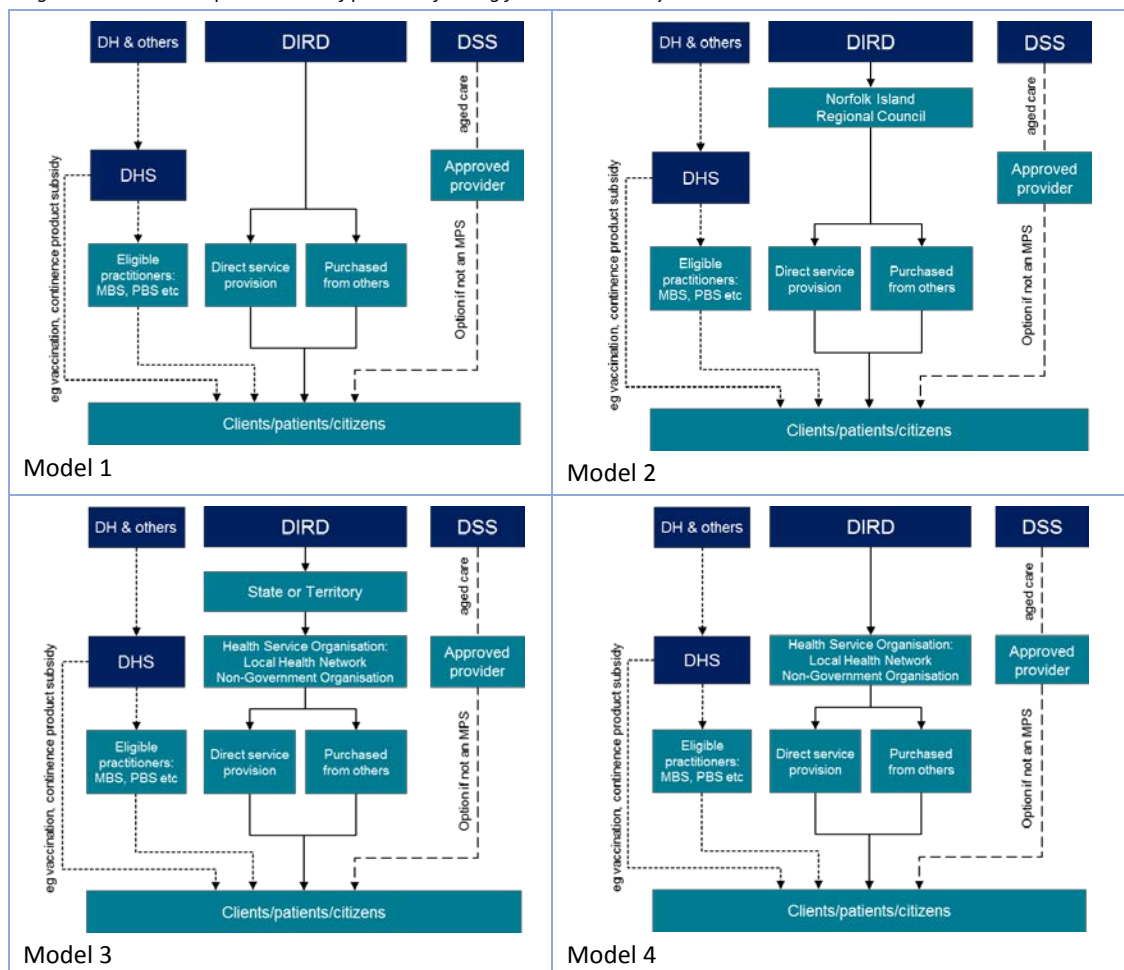 DH & others
DIRD
DSS
aged care
DHS
Approved
provider
eg vaccination, continence product subsidy
Eligible
practitioners:
MBS, PBS etc
Direct service
provision
Purchased
from others
Option if not an MPS
Clients/patients/citizens
Model 1
DH & others
DIRD
DSS
Norfolk Island
Regional Council
aged care
DHS
Approved
provider
eg vaccination, continence product subsidy
Eligible
practitioners:
MBS, PBS etc
Direct service
provision
Purchased
from others
Option if not an MPS
Clients/patients/citizens
Model 2
DH & others
DIRD
DSS
State or Territory
aged care
DHS
Health Service Organisation:
Local Health Network
Non-Government Organisation
Approved
provider
eg vaccination, continence product subsidy
Eligible
practitioners:
MBS, PBS etc
Direct service
provision
Purchased
from others
Option if not an MPS
Clients/patients/citizens
Model 3
DH & others
DIRD
DSS
aged care
DHS
Health Service Organisation:
Local Health Network
Non-Government Organisation
Approved
provider
eg vaccination, continence product subsidy
Eligible
practitioners:
MBS, PBS etc
Direct service
provision
Purchased
from others
Option if not an MPS
Clients/patients/citizens
Model 4